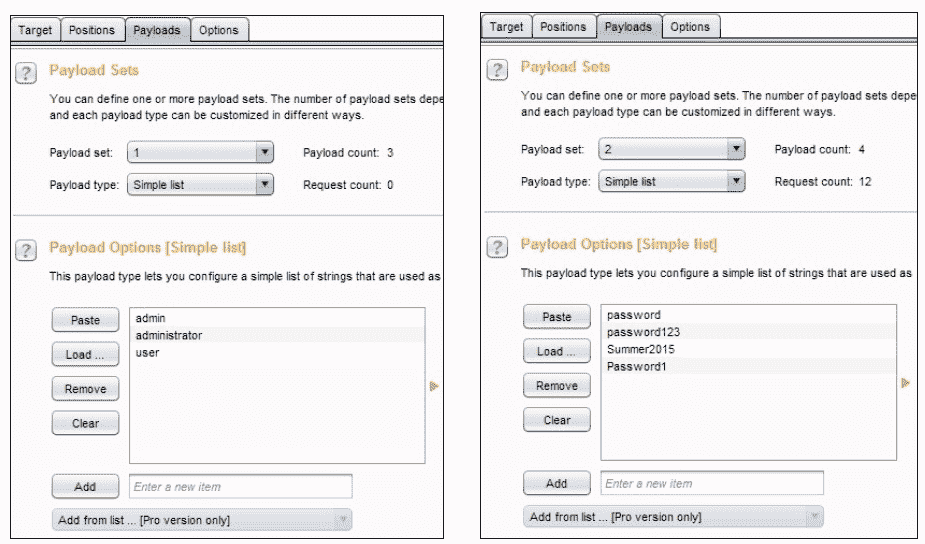 Target Positions Payloads Options
? Payload Sets
You can define one or more payload sets. The number of payload sets depe
and each payload type can be customized in different ways.
Payload set: 1 Payload count: 3
Payload type: Simple list Request count: 0
? Payload Options [Simple list]
This payload type lets you configure a simple list of strings that are used as
Paste
Load ...
Remove
Clear
admin
administrator
user
Add Enter a new item
Add from list ... [Pro version only]
Target Positions Payloads Options
? Payload Sets
You can define one or more payload sets. The number of payload sets depe
and each payload type can be customized in different ways.
Payload set: 2 Payload count: 4
Payload type: Simple list Request count: 12
? Payload Options [Simple list]
This payload type lets you configure a simple list of strings that are used as
Paste
Load ...
Remove
Clear
password
password123
Summer2015
Password1
Add Enter a new item
Add from list ... [Pro version only]